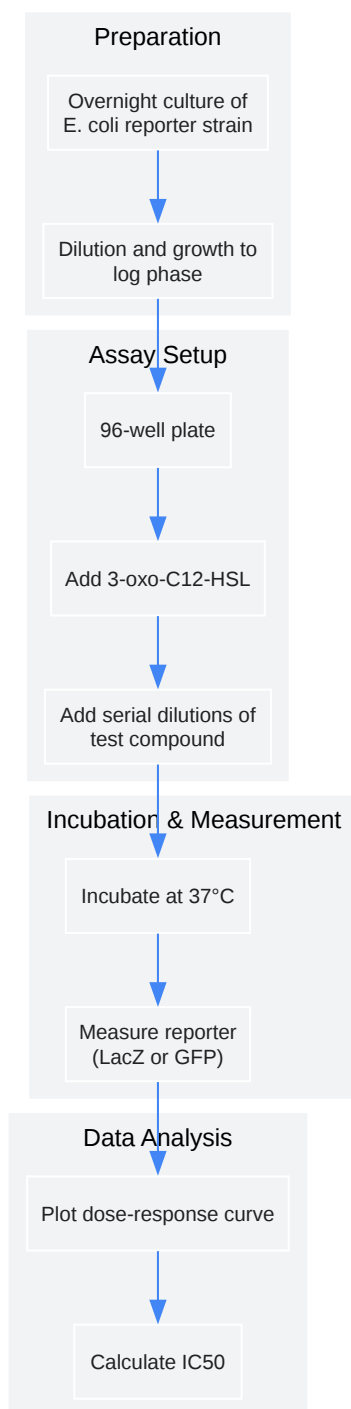 Preparation
Overnight culture of
E. coli reporter strain
Dilution and growth to
log phase
Assay Setup
96-well plate
Add 3-oxo-C12-HSL
Add serial dilutions of
test compound
Incubation & Measurement
Incubate at 37°C
Measure reporter
(LacZ or GFP)
Data Analysis
Plot dose-response curve
Calculate IC50